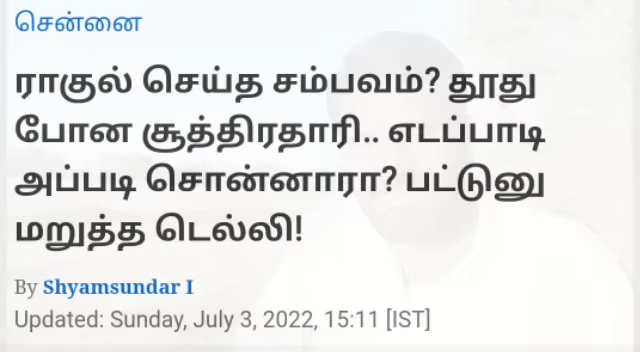 சென்னை
ராகுல் செய்த சம்பவம்? தூது
போன சூத்திரதாரி.. எடப்பாடி
அப்படி சொன்னாரா? பட்டுனு
மறுத்த டெல்லி!
By Shyamsundar I
Updated: Sunday, July 3, 2022, 15:11 [IST]